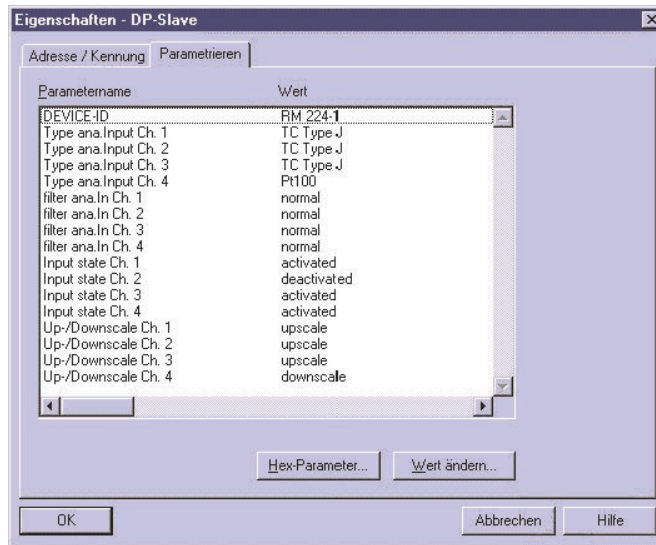 Eigenschaften - DP-Slave
Adresse / Kennung Parametrieren
Parametername Wert
DEVICE-ID RM 224-1
Type ana.Input Ch. 1 TC Type J
Type ana.Input Ch. 2 TC Type J
Type ana.Input Ch. 3 TC Type J
Type ana.Input Ch. 4 Pt100
filter ana.In Ch. 1 normal
filter ana.In Ch. 2 normal
filter ana.In Ch. 3 normal
filter ana.In Ch. 4 normal
Input state Ch. 1 activated
Input state Ch. 2 deactivated
Input state Ch. 3 activated
Input state Ch. 4 activated
Up-/Downscale Ch. 1 upscale
Up-/Downscale Ch. 2 upscale
Up-/Downscale Ch. 3 upscale
Up-/Downscale Ch. 4 downscale
Hex-Parameter... Wert ändern...
OK Abbrechen Hilfe